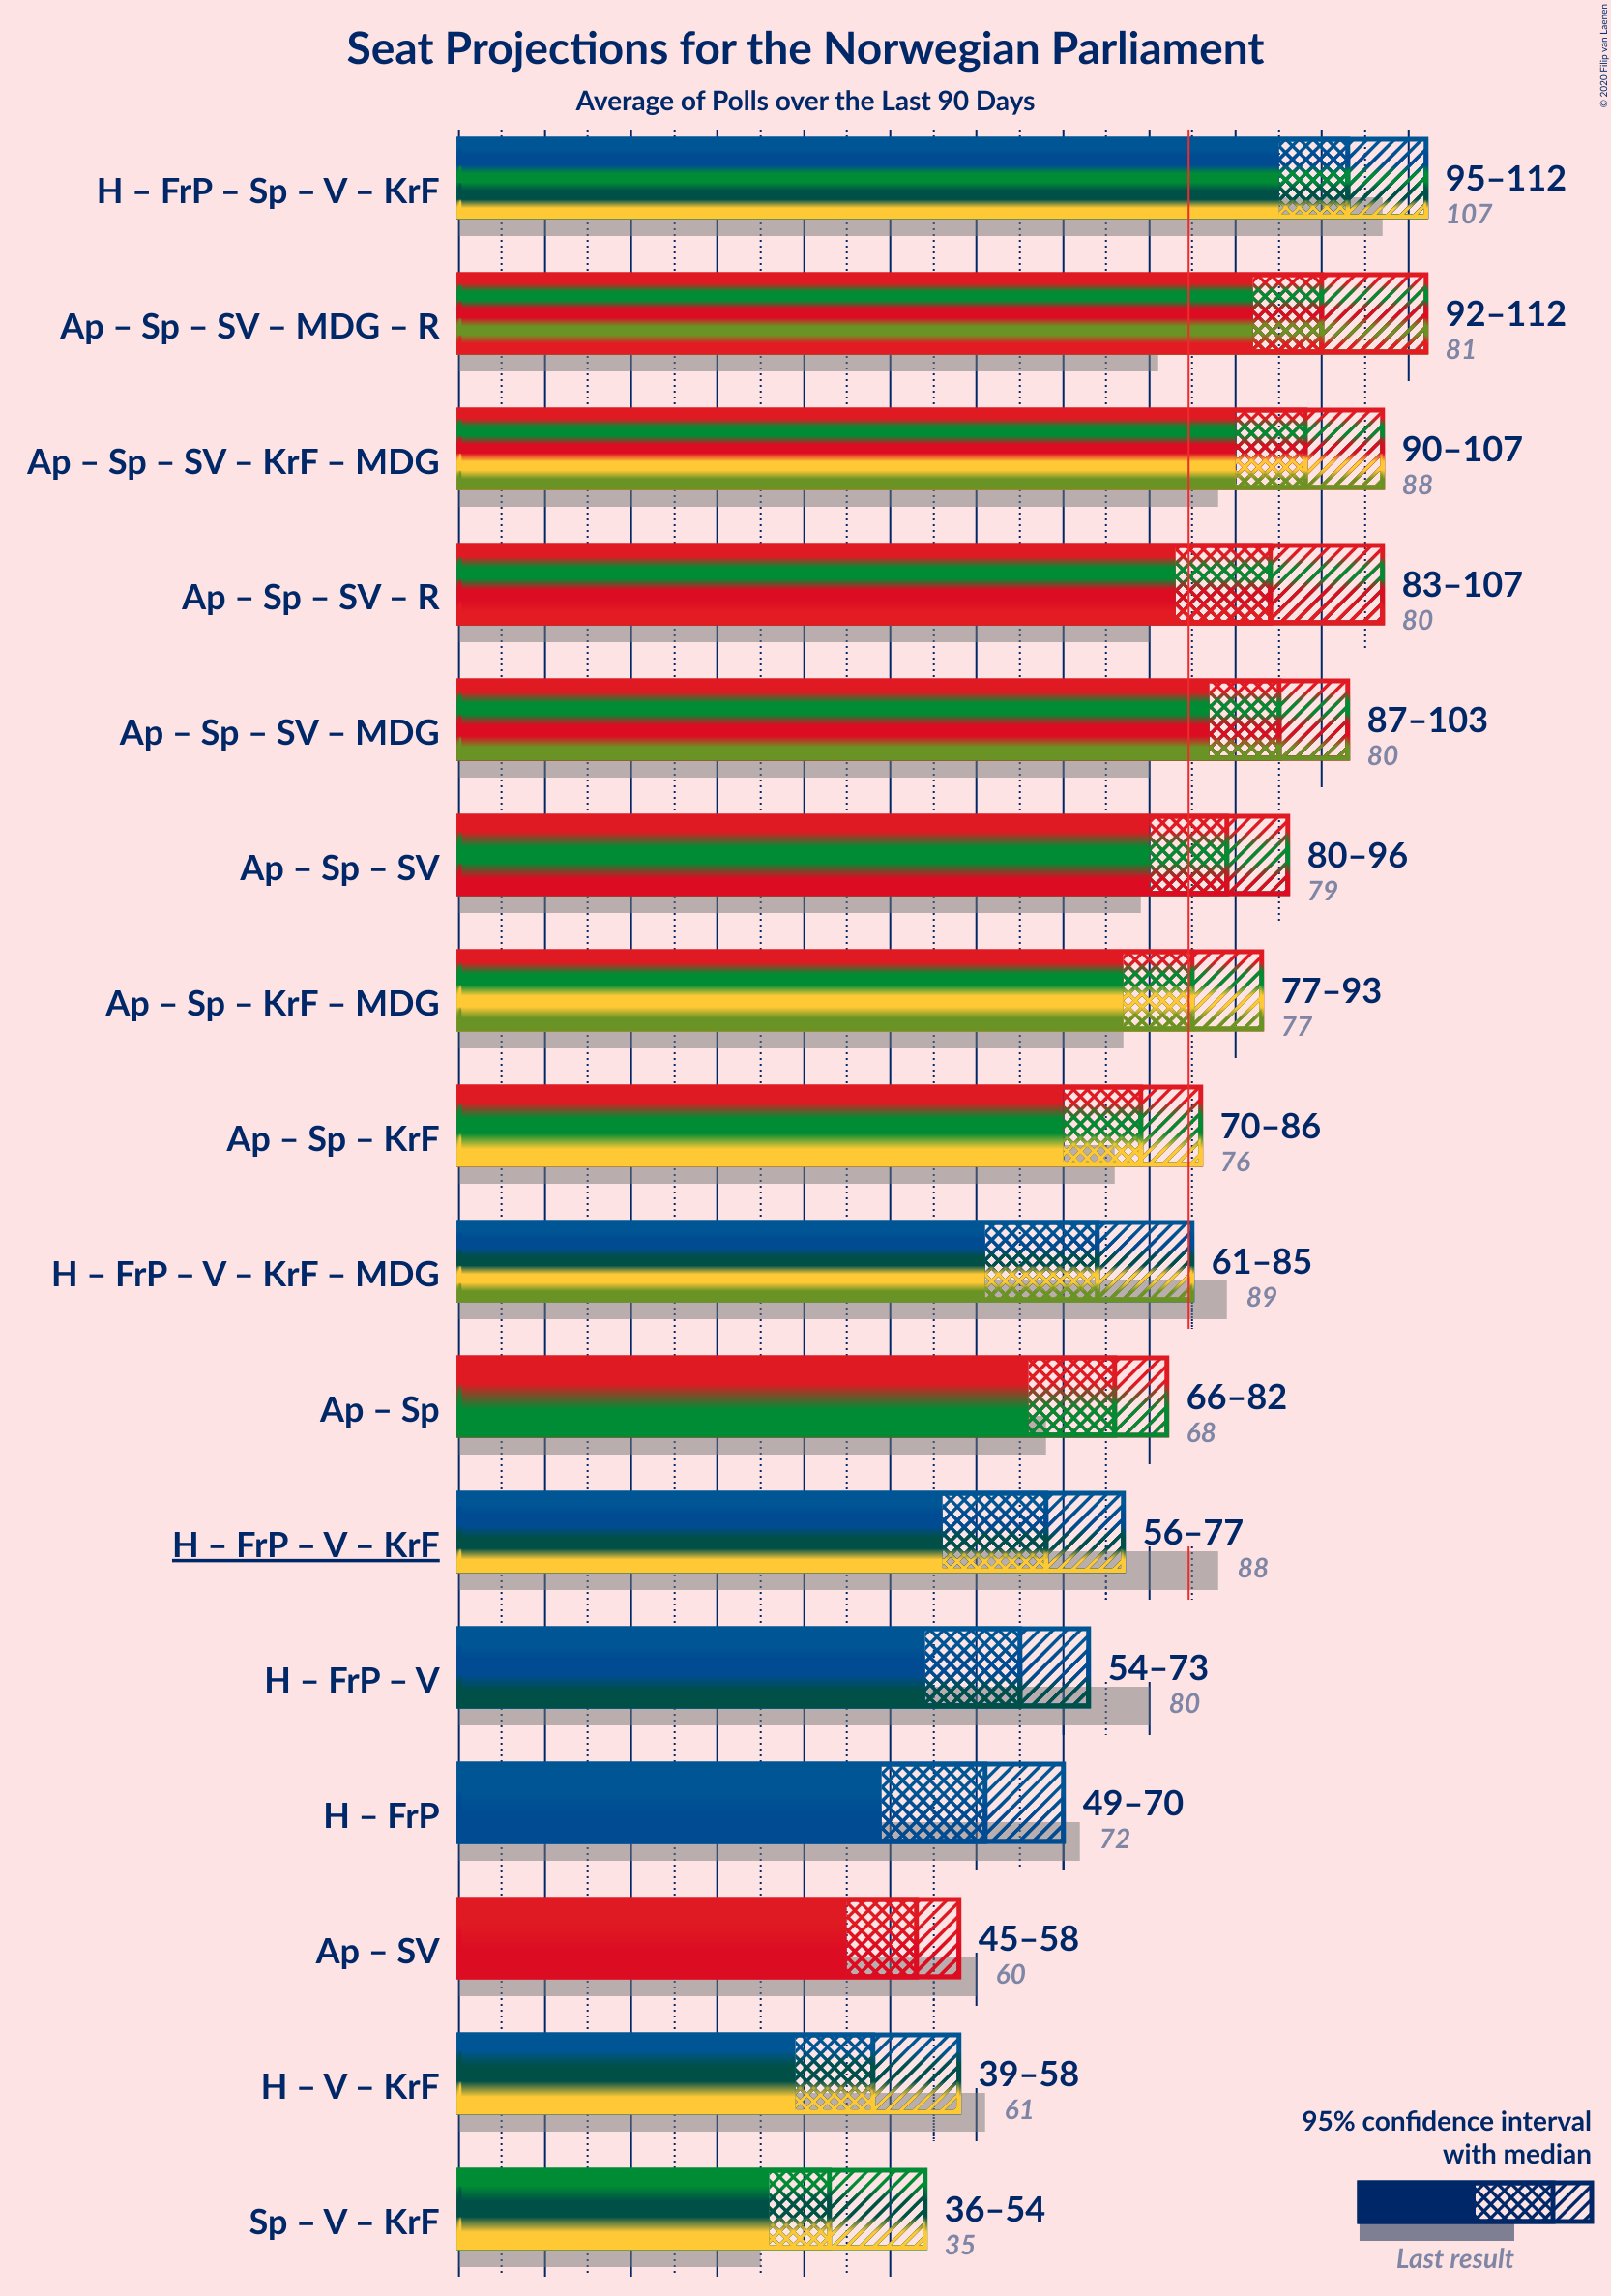 © 2020 Filip van Laenen
Seat Projections for the Norwegian Parliament
Average of Polls over the Last 90 Days
H – FrP – Sp – V – KrF
95–112
107
Ap – Sp – SV – MDG – R
92–112
81
Ap – Sp – SV – KrF – MDG
90–107
88
Ap – Sp – SV – R
83–107
80
Ap – Sp – SV – MDG
87–103
80
Ap – Sp – SV
80–96
79
Ap – Sp – KrF – MDG
77–93
77
Ap – Sp – KrF
70–86
76
H – FrP – V – KrF – MDG
61–85
89
Ap – Sp
66–82
68
H – FrP – V – KrF
56–77
88
H – FrP – V
54–73
80
H – FrP
49–70
72
Ap – SV
45–58
60
H – V – KrF
39–58
61
Sp – V – KrF
36–54
35
95% confidence interval
with median
Last result